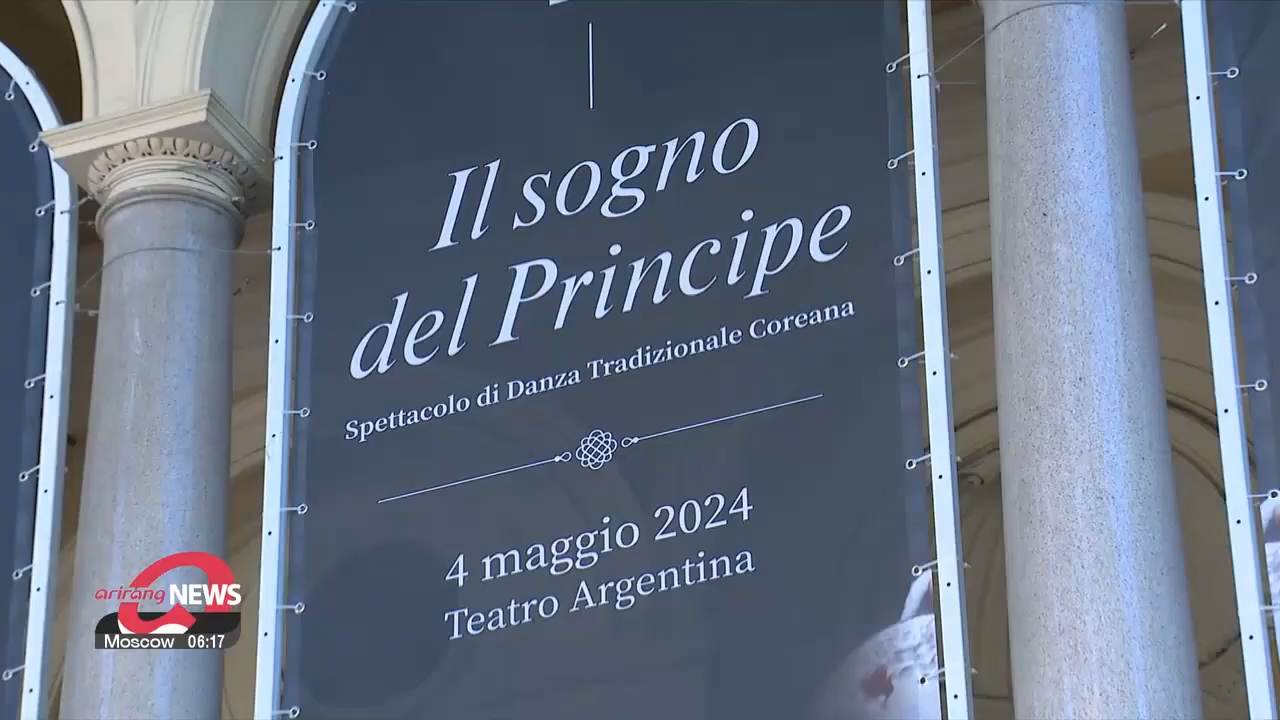 Il sogno
del Principe
Spettacolo di Danza Tradizionale Coreana
4 maggio 2024
Teatro Argentina
arirang NEWS
Moscow 06:17